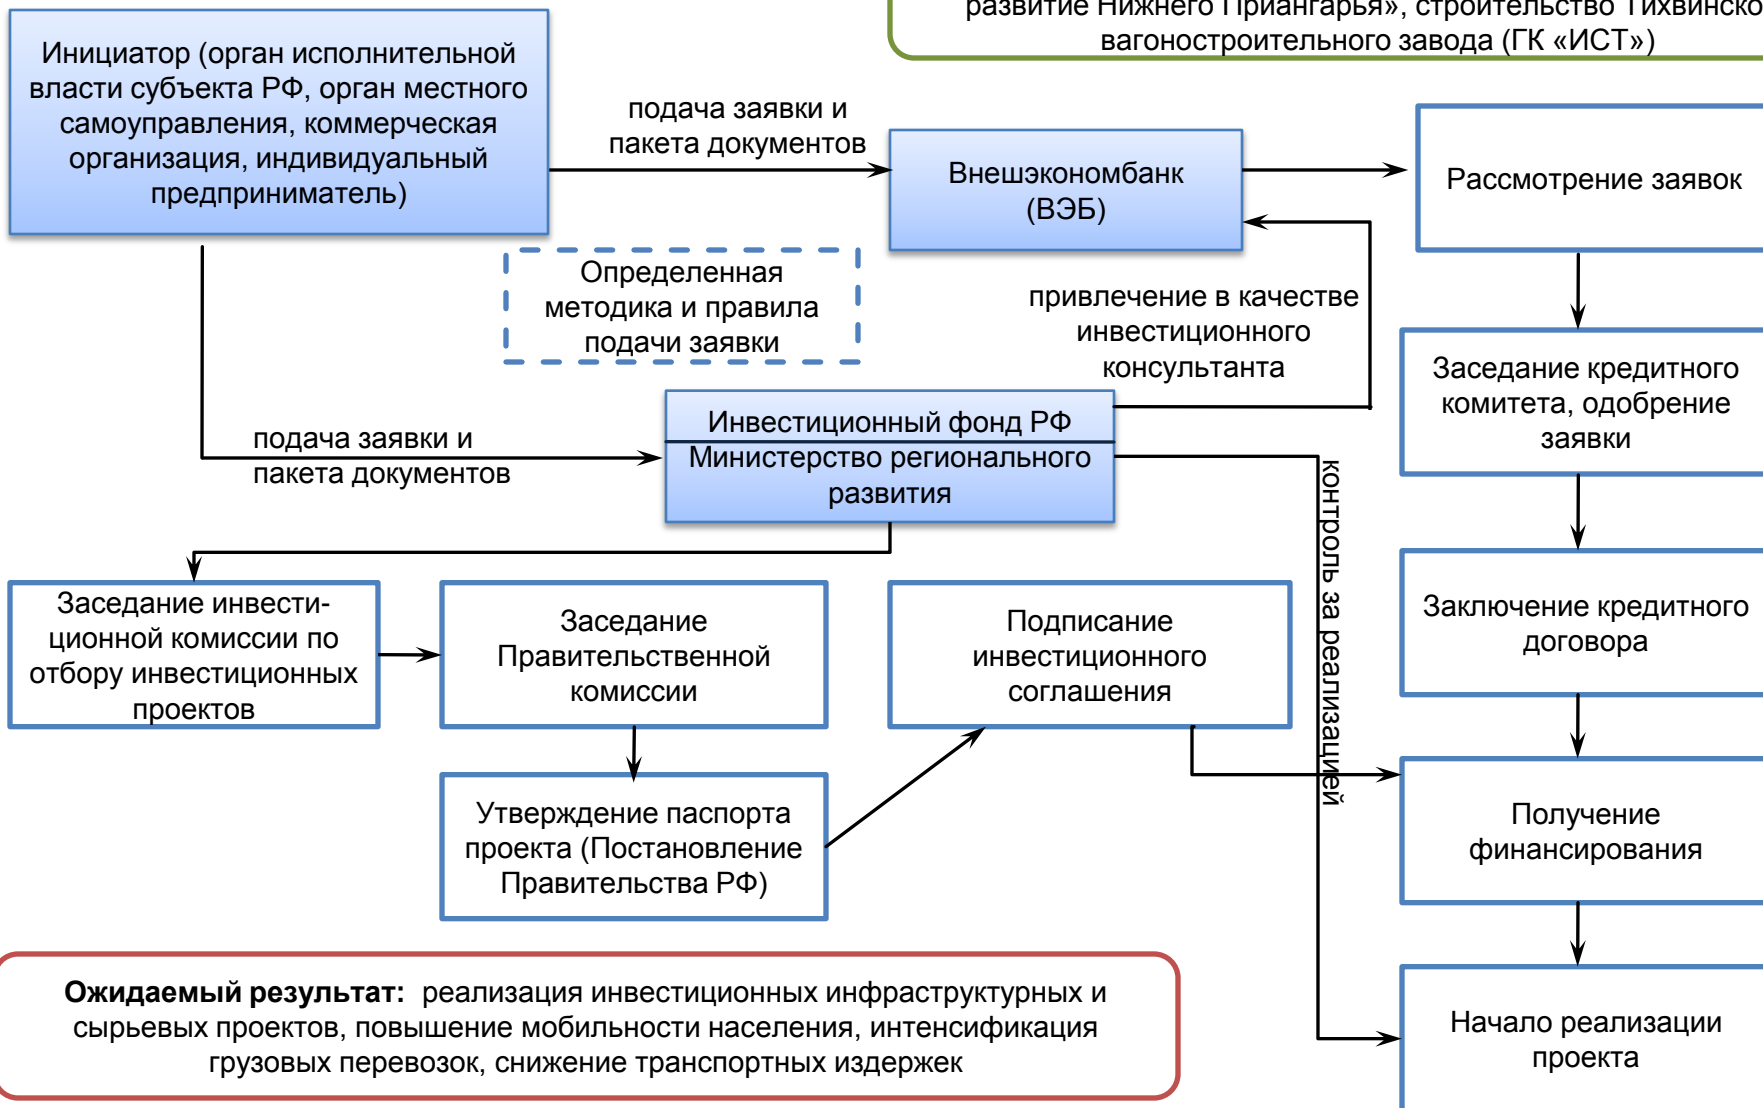 развитие Нижнего Приангарья», строительство Тихвинско
вагоностроительного завода (ГК «ИСТ»)
Инициатор (орган исполнительной
власти субъекта РФ, орган местного
самоуправления, коммерческая
организация, индивидуальный
предприниматель)
подача заявки и
пакета документов
Внешэкономбанк
(ВЭБ)
Рассмотрение заявок
Определенная
методика и правила
подачи заявки
привлечение в качестве
инвестиционного
консультанта
Заседание кредитного
комитета, одобрение
заявки
подача заявки и
пакета документов
Инвестиционный фонд РФ
Министерство регионального
развития
контроль за реализацией
Заседание инвести-
ционной комиссии по
отбору инвестиционных
проектов
Заседание
Правительственной
комиссии
Подписание
инвестиционного
соглашения
Заключение кредитного
договора
Утверждение паспорта
проекта (Постановление
Правительства РФ)
Получение
финансирования
Ожидаемый результат: реализация инвестиционных инфраструктурных и
сырьевых проектов, повышение мобильности населения, интенсификация
грузовых перевозок, снижение транспортных издержек
Начало реализации
проекта